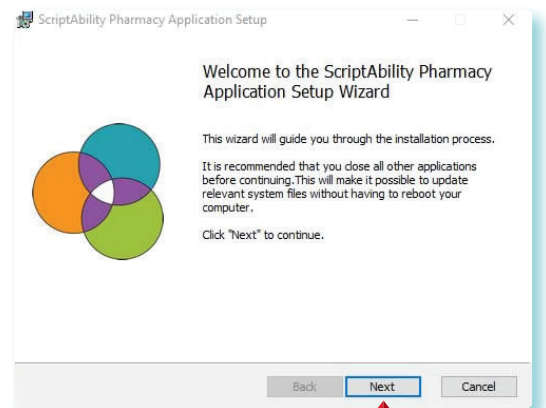 ScriptAbility Pharmacy Application Setup
Welcome to the ScriptAbility Pharmacy
Application Setup Wizard
This wizard will guide you through the installation process.
It is recommended that you close all other applications
before continuing.This will make it possible to update
relevant system files without having to reboot your
computer.
Click "Next" to continue.
Back Next Cancel